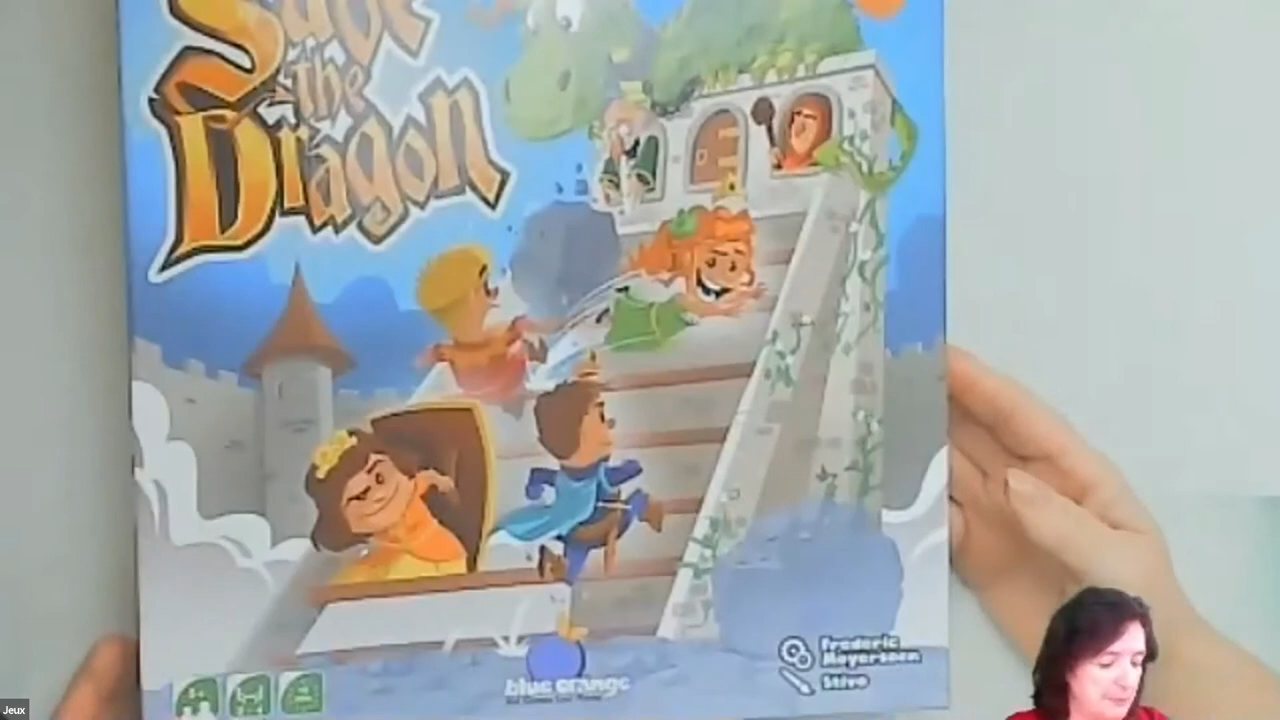 Save
the
Dragon
blue orange
Frederic
Moyersoen
Stivo
Jeux